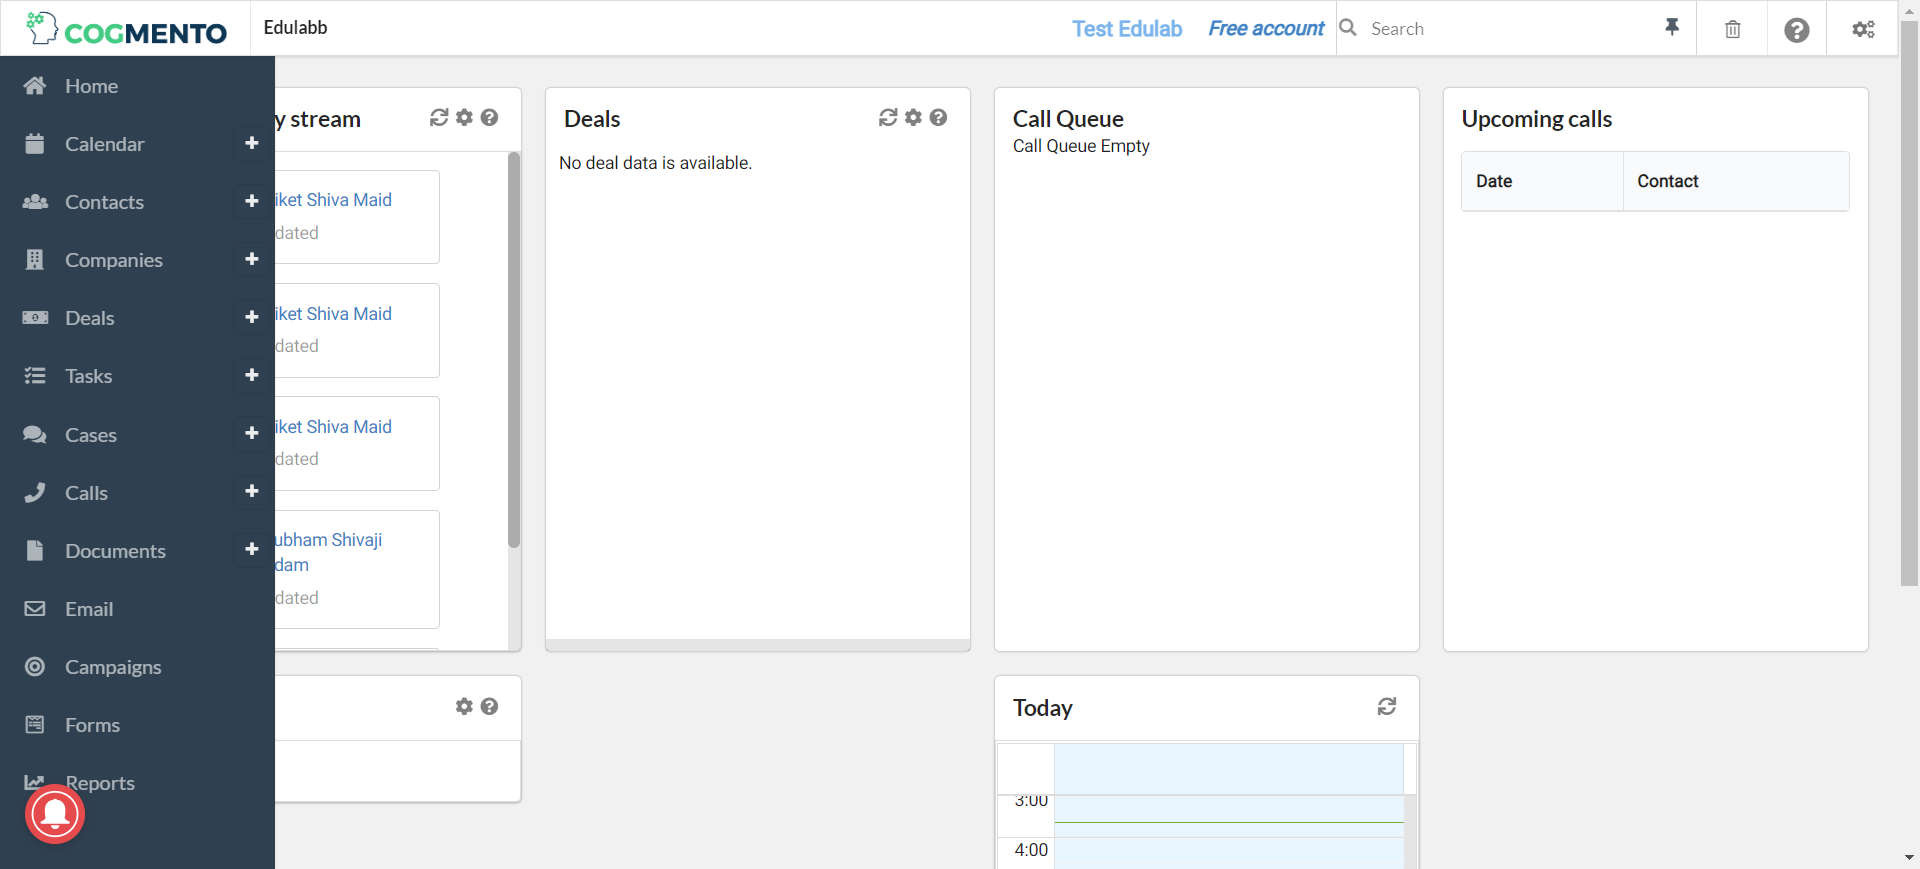 COGMENTO
Edulabb
Test Edulab
Free account
Search
Home
Calendar
Contacts
Companies
Deals
Tasks
Cases
Calls
Documents
Email
Campaigns
Forms
Reports
y stream
iket Shiva Maid
dated
iket Shiva Maid
dated
iket Shiva Maid
dated
ubham Shivaji
dam
dated
Deals
No deal data is available.
Call Queue
Call Queue Empty
Upcoming calls
Date Contact
Today
3:00
4:00